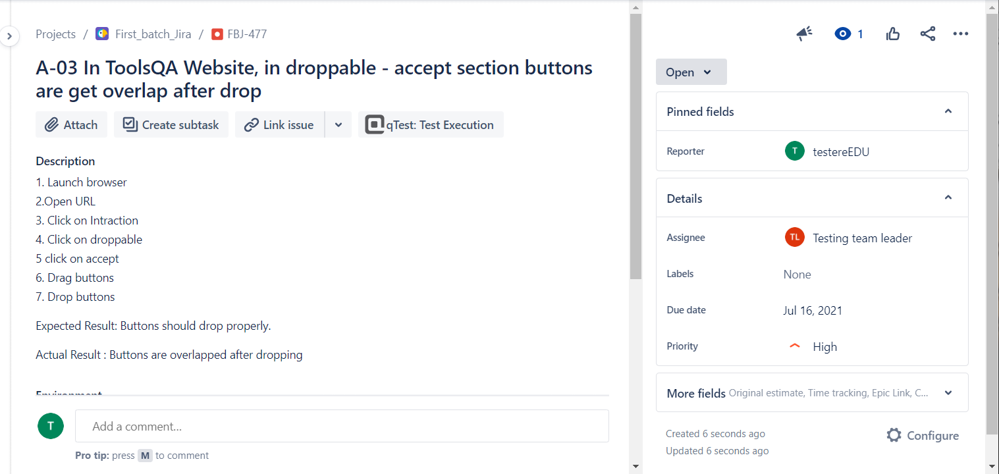 Projects / First_batch_Jira / FBJ-477
A-03 In ToolsQA Website, in droppable - accept section buttons
are get overlap after drop
Attach Create subtask Link issue qTest: Test Execution
Description
1. Launch browser
2.Open URL
3. Click on Intraction
4. Click on droppable
5 click on accept
6. Drag buttons
7. Drop buttons
Expected Result: Buttons should drop properly.
Actual Result : Buttons are overlapped after dropping
Environment
T Add a comment...
Pro tip: press M to comment
1
Open
Pinned fields
Reporter T testereEDU
Details
Assignee TL Testing team leader
Labels None
Due date Jul 16, 2021
Priority High
More fields Original estimate, Time tracking, Epic Link, C...
Created 6 seconds ago Configure
Updated 6 seconds ago